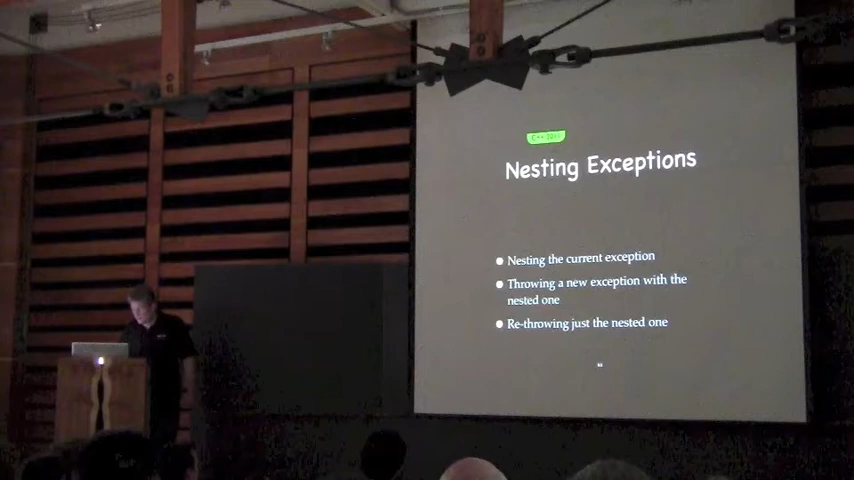 C++ 2011
Nesting Exceptions
Nesting the current exception
Throwing a new exception with the
nested one
Re-throwing just the nested one